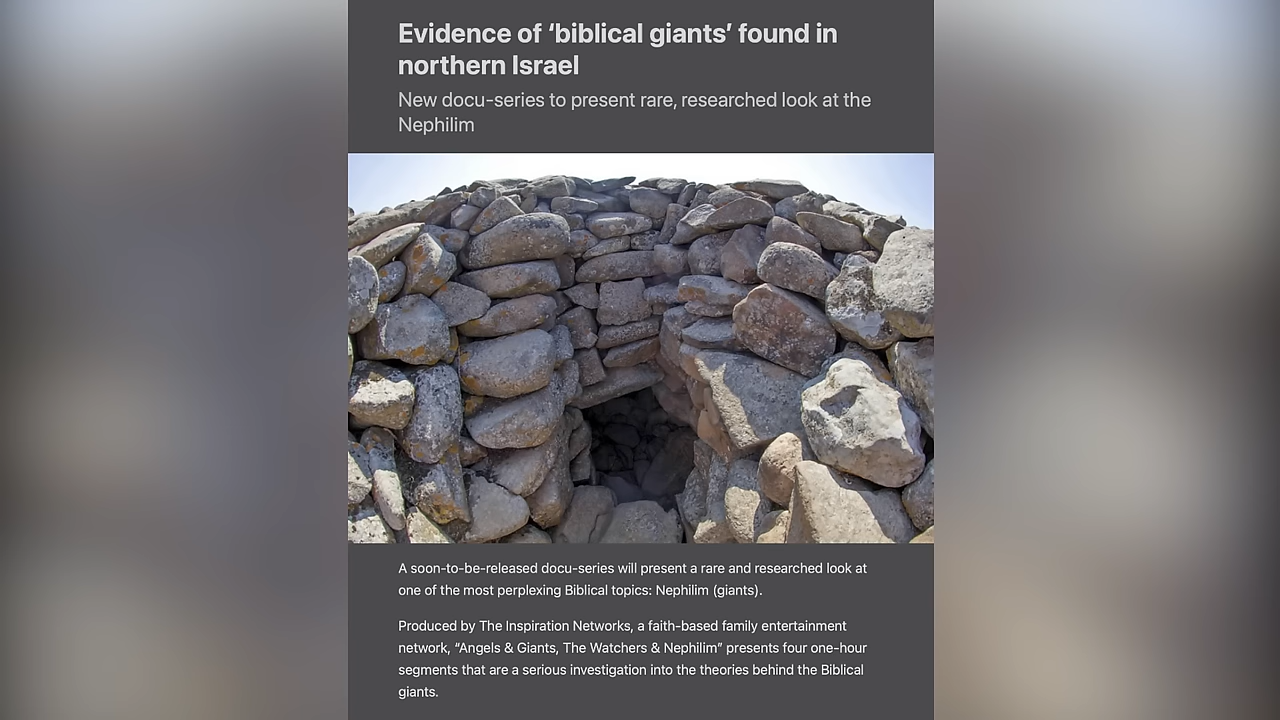 Evidence of ‘biblical giants’ found in
northern Israel
New docu-series to present rare, researched look at the
Nephilim
A soon-to-be-released docu-series will present a rare and researched look at
one of the most perplexing Biblical topics: Nephilim (giants).
Produced by The Inspiration Networks, a faith-based family entertainment
network, “Angels & Giants, The Watchers & Nephilim” presents four one-hour
segments that are a serious investigation into the theories behind the Biblical
giants.